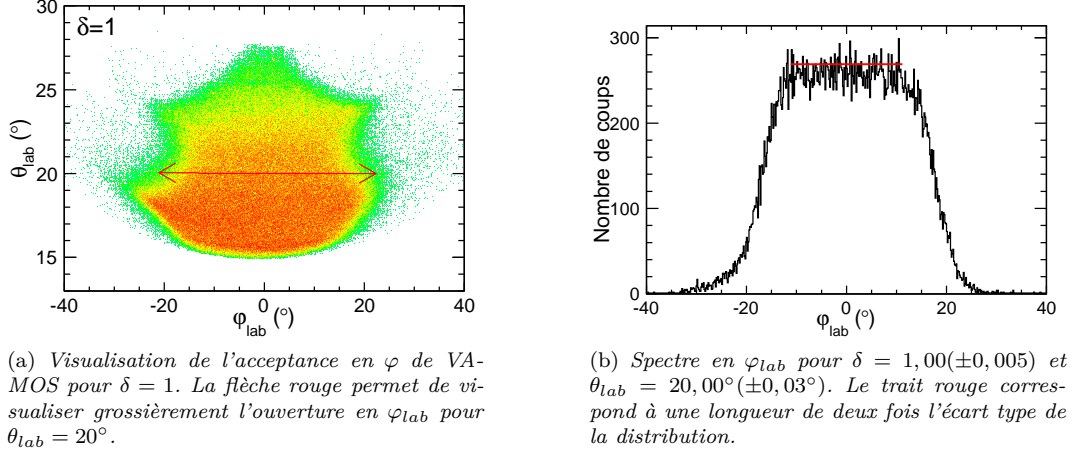 δ=1
30
25
20
15
θlab (°)
-40 -20 0 20 40
φlab (°)
300
200
100
0
Nombre de coups
-40 -20 0 20 40
φlab (°)
(a) Visualisation de l'acceptance en φ de VA-
MOS pour δ = 1. La flèche rouge permet de vi-
sualiser grossièrement l'ouverture en φlab pour
θlab = 20°.
(b) Spectre en φlab pour δ = 1,00(±0,005) et
θlab = 20,00°(±0,03°). Le trait rouge corres-
pond à une longueur de deux fois l'écart type de
la distribution.